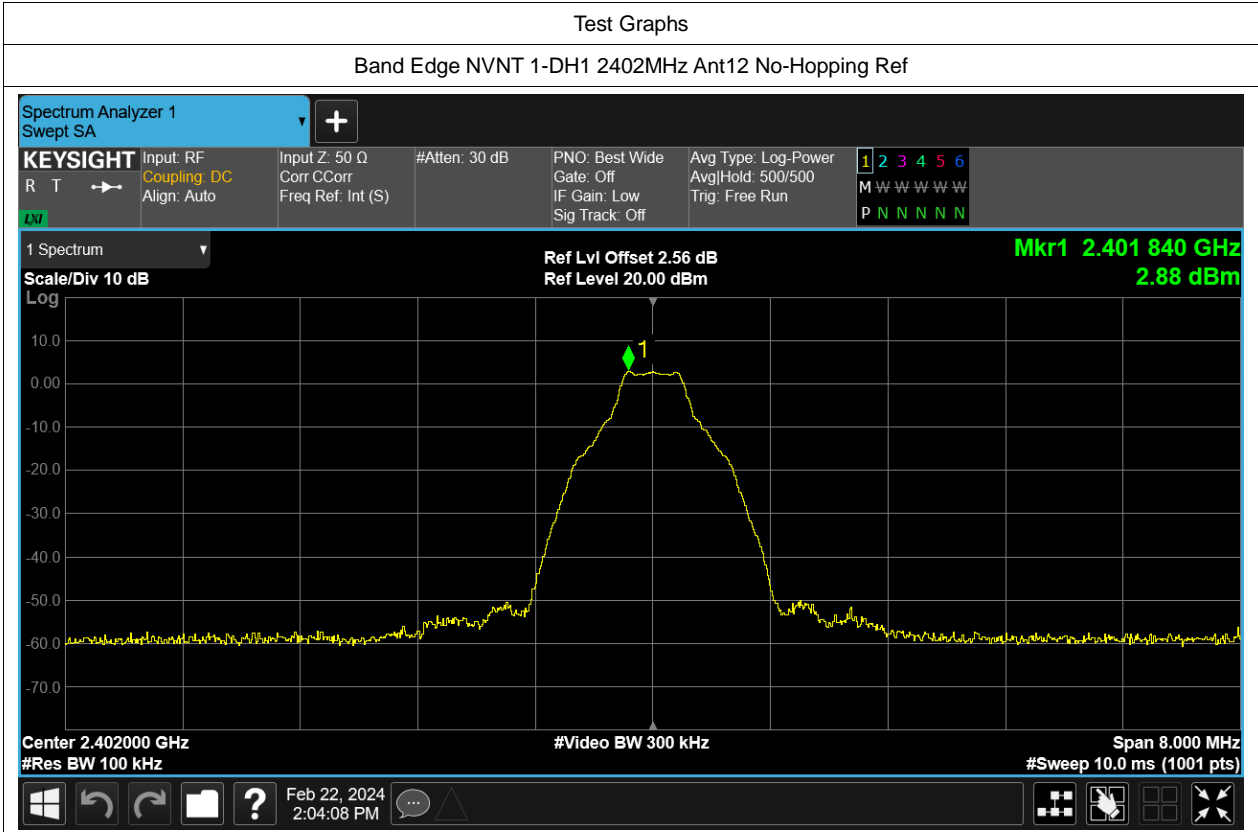 Test Graphs
Band Edge NVNT 1-DH1 2402MHz Ant12 No-Hopping Ref
Spectrum Analyzer 1
Swept SA
KEYSIGHT
R T
LXI
Input: RF
Coupling: DC
Align: Auto
Input Z: 50 Ω
Corr CCorr
Freq Ref: Int (S)
#Atten: 30 dB
PNO: Best Wide
Gate: Off
IF Gain: Low
Sig Track: Off
Avg Type: Log-Power
Avg|Hold: 500/500
Trig: Free Run
1 2 3 4 5 6
M W W W W W
P N N N N N
1 Spectrum
Scale/Div 10 dB
Log
Ref Lvl Offset 2.56 dB
Ref Level 20.00 dBm
Mkr1 2.401 840 GHz
2.88 dBm
1
10.0
0.00
-10.0
-20.0
-30.0
-40.0
-50.0
-60.0
-70.0
Center 2.402000 GHz
#Video BW 300 kHz
Span 8.000 MHz
#Res BW 100 kHz
#Sweep 10.0 ms (1001 pts)
?
Feb 22, 2024
2:04:08 PM